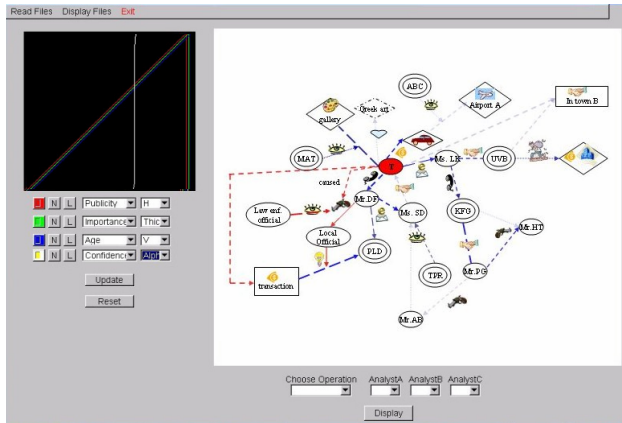 Read Files Display Files Exit
ABC
Greek art
Airport A
In town B
gallery
MAT
T
Ms. LH
UVB
caused
Mr.DF
Law enf.
official
Ms. SD
KFG
Mr.HT
Local
Official
PLD
TPR
Mr.PG
transaction
Mr.AB
J N L Publicity H
J N L Importance Thic
J N L Age V
N L Confidence Alph
Update
Reset
Choose Operation AnalystA AnalystB AnalystC
Display